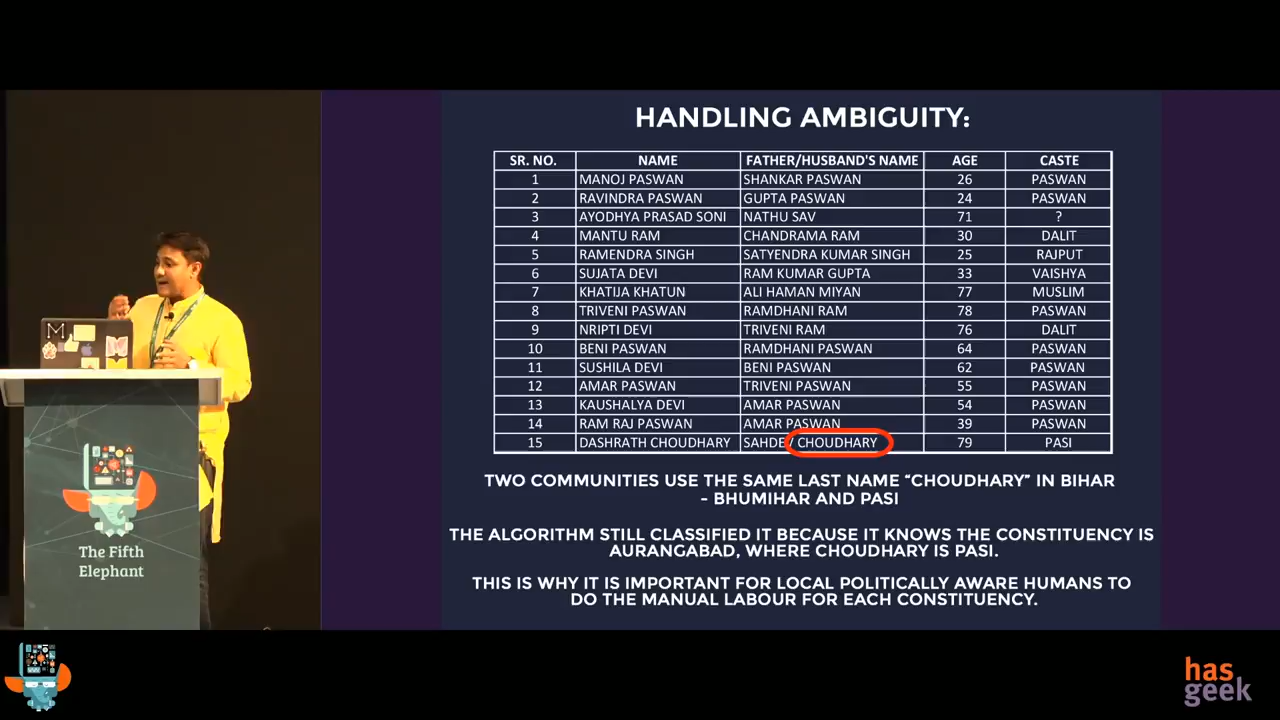 HANDLING AMBIGUITY:
SR. NO. NAME FATHER/HUSBAND'S NAME AGE CASTE
1 MANOJ PASWAN SHANKAR PASWAN 26 PASWAN
2 RAVINDRA PASWAN GUPTA PASWAN 24 PASWAN
3 AYODHYA PRASAD SONI NATHU SAV 71 ?
4 MANTU RAM CHANDRAMA RAM 30 DALIT
5 RAMENDRA SINGH SATYENDRA KUMAR SINGH 25 RAJPUT
6 SUJATA DEVI RAM KUMAR GUPTA 33 VAISHYA
7 KHATIJA KHATUN ALI HAMAN MIYAN 77 MUSLIM
8 TRIVENI PASWAN RAMDHANI RAM 78 PASWAN
9 NRIPTI DEVI TRIVENI RAM 76 DALIT
10 BENI PASWAN RAMDHANI PASWAN 64 PASWAN
11 SUSHILA DEVI BENI PASWAN 62 PASWAN
12 AMAR PASWAN TRIVENI PASWAN 55 PASWAN
13 KAUSHALYA DEVI AMAR PASWAN 54 PASWAN
14 RAM RAJ PASWAN AMAR PASWAN 39 PASWAN
15 DASHRATH CHOUDHARY SAHDEV CHOUDHARY 79 PASI
TWO COMMUNITIES USE THE SAME LAST NAME “CHOUDHARY” IN BIHAR
- BHUMIHAR AND PASI
THE ALGORITHM STILL CLASSIFIED IT BECAUSE IT KNOWS THE CONSTITUENCY IS
AURANGABAD, WHERE CHOUDHARY IS PASI.
THIS IS WHY IT IS IMPORTANT FOR LOCAL POLITICALLY AWARE HUMANS TO
DO THE MANUAL LABOUR FOR EACH CONSTITUENCY.
The Fifth
Elephant
has
geek